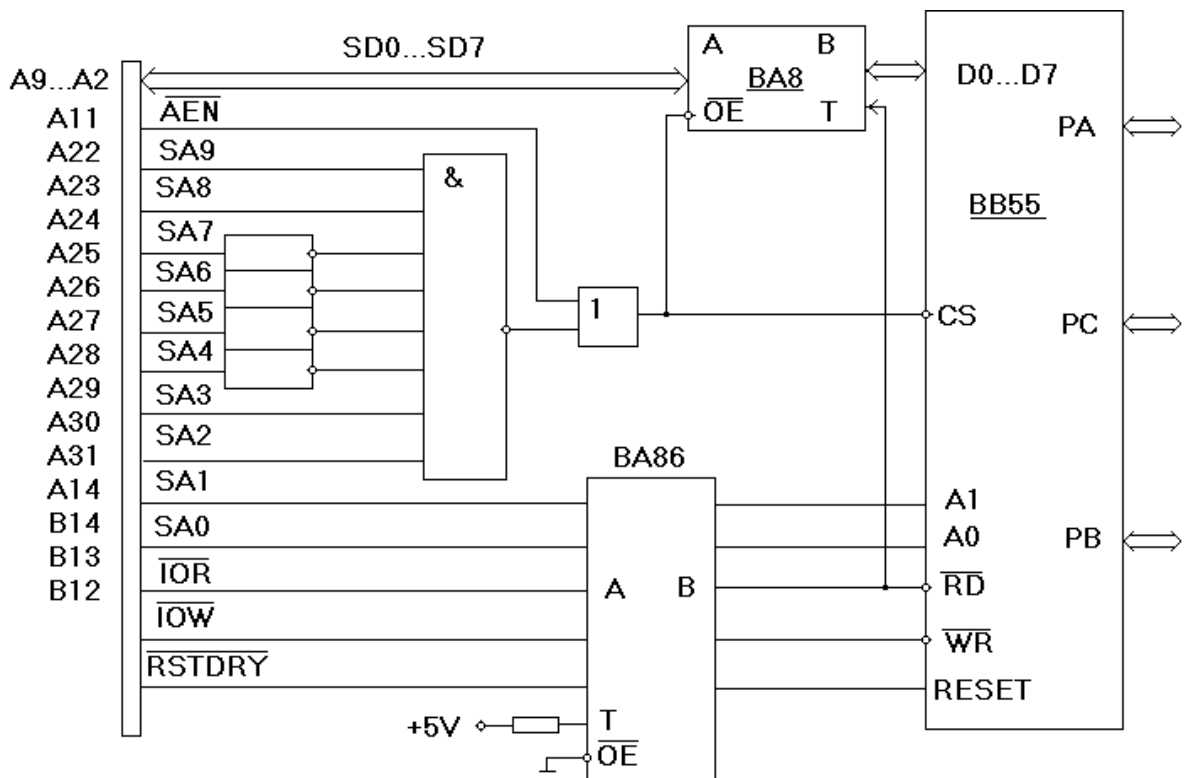 SD0...SD7
A9...A2
A11
A22
A23
A24
A25
A26
A27
A28
A29
A30
A31
A14
B14
B13
B12
AEN
SA9
SA8
SA7
SA6
SA5
SA4
SA3
SA2
SA1
SA0
IOR
IOW
RSTDRY
&
1
A B
BA8
OE T
BA86
A B
+5V
T
OE
D0...D7
PA
BB55
CS
PC
A1
A0
PB
RD
WR
RESET